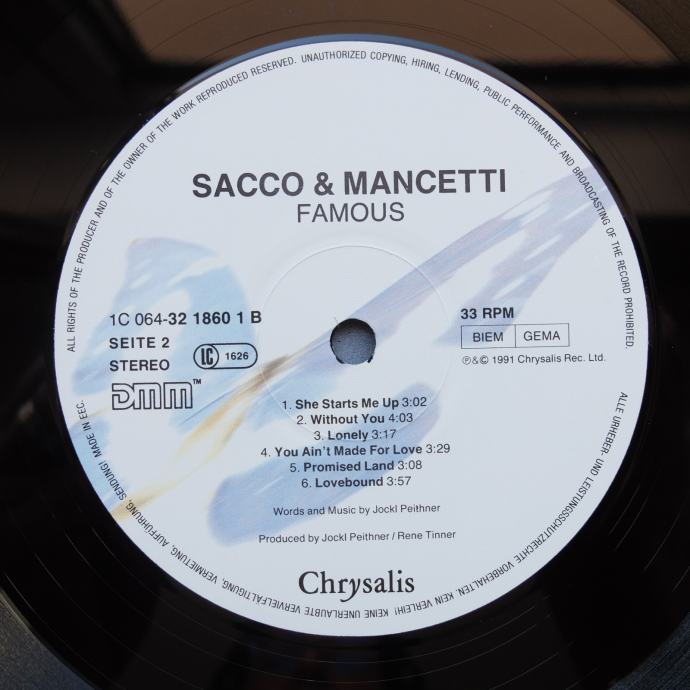 ALL RIGHTS OF THE PRODUCER AND OF THE OWNER OF THE WORK REPRODUCED RESERVED. UNAUTHORIZED COPYING, HIRING, LENDING, PUBLIC PERFORMANCE AND BROADCASTING OF THE RECORD PROHIBITED.
SACCO & MANCETTI
FAMOUS
1C 064-32 1860 1 B
SEITE 2
STEREO
LC 1626
DMM™
33 RPM
BIEM GEMA
℗&© 1991 Chrysalis Rec. Ltd.
1. She Starts Me Up 3:02
2. Without You 4:03
3. Lonely 3:17
4. You Ain't Made For Love 3:29
5. Promised Land 3:08
6. Lovebound 3:57
Words and Music by Jockl Peithner
Produced by Jockl Peithner / Rene Tinner
Chrysalis
ALLE URHEBER- UND LEISTUNGSSCHUTZRECHTE VORBEHALTEN. KEIN VERLEIH! KEINE UNERLAUBTE VERVIELFÄLTIGUNG, VERMIETUNG, AUFFÜHRUNG, SENDUNG! MADE IN EEC.